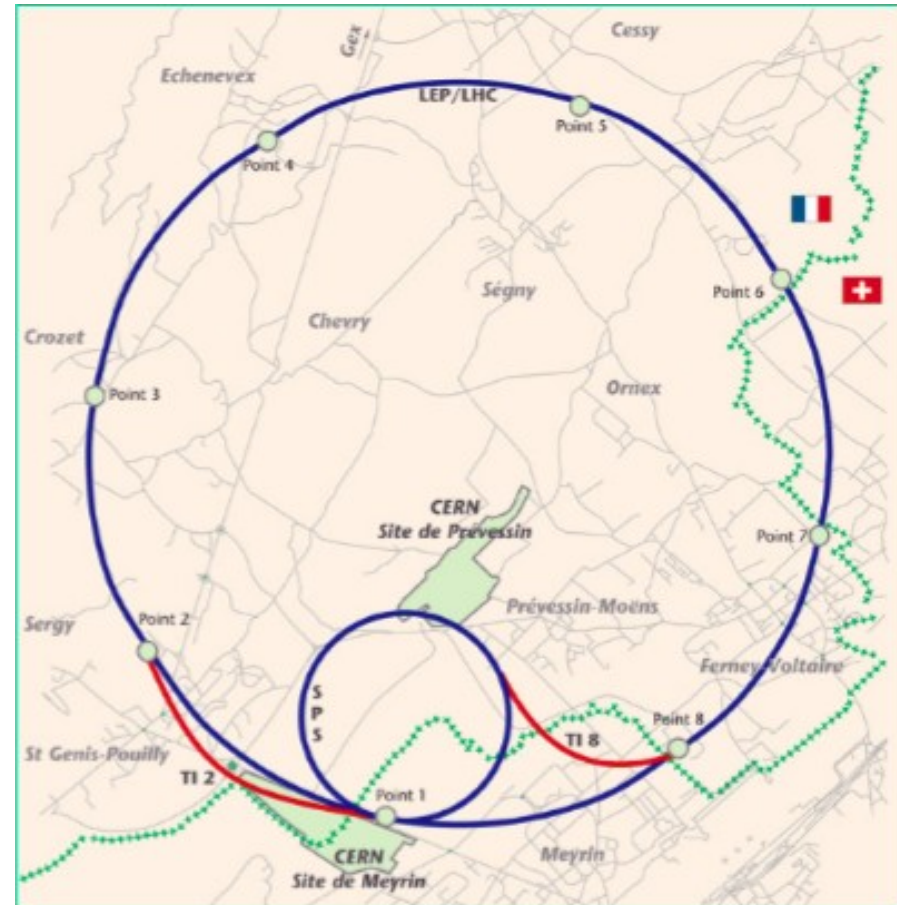 Cessy
Gex
Echenevex
LEP/LHC
Point 5
Point 4
Point 6
Ségny
Chevry
Crozet
Ornex
Point 3
CERN
Site de Prévessin
Point 7
Prévessin-Moëns
Point 2
Sergy
Ferney-Voltaire
SPS
Point 8
St Genis-Pouilly
TI 8
TI 2
Point 1
Meyrin
CERN
Site de Meyrin